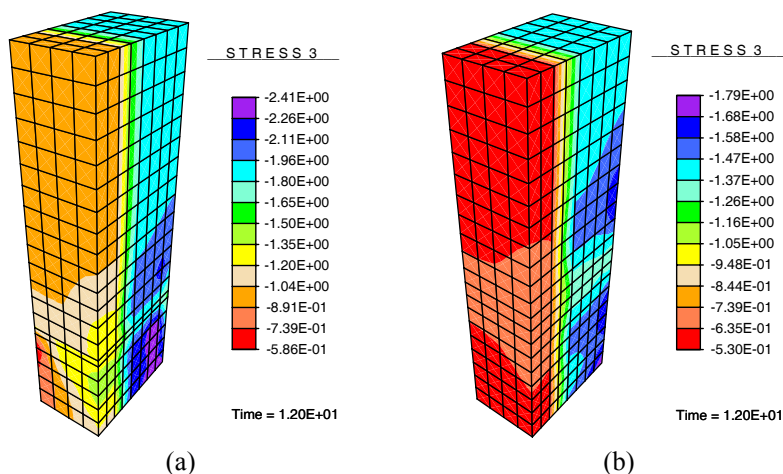 STRESS 3
-2.41E+00
-2.26E+00
-2.11E+00
-1.96E+00
-1.80E+00
-1.65E+00
-1.50E+00
-1.35E+00
-1.20E+00
-1.04E+00
-8.91E-01
-7.39E-01
-5.86E-01
Time = 1.20E+01
(a)
STRESS 3
-1.79E+00
-1.68E+00
-1.58E+00
-1.47E+00
-1.37E+00
-1.26E+00
-1.16E+00
-1.05E+00
-9.48E-01
-8.44E-01
-7.39E-01
-6.35E-01
-5.30E-01
Time = 1.20E+01
(b)